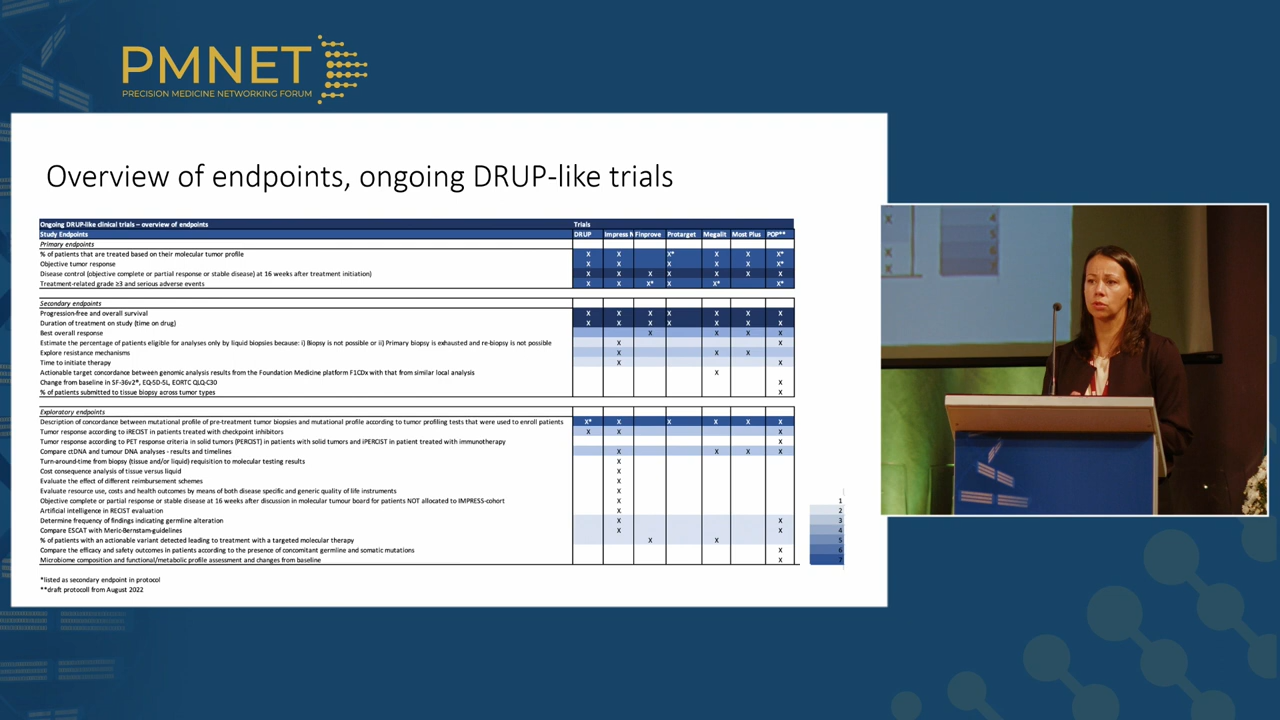 PMNET
PRECISION MEDICINE NETWORKING FORUM
Overview of endpoints, ongoing DRUP-like trials
Ongoing DRUP-like clinical trials – overview of endpoints Trials
Study Endpoints DRUP Impress N Finprove Protarget Megalit Most Plus POP**
Primary endpoints
% of patients that are treated based on their molecular tumor profile X X X* X X X*
Objective tumor response X X X X X X*
Disease control (objective complete or partial response or stable disease) at 16 weeks after treatment initiation) X X X X X X X
Treatment-related grade ≥3 and serious adverse events X X X* X X* X*
Secondary endpoints
Progression-free and overall survival X X X X X X X
Duration of treatment on study (time on drug) X X X X X X X
Best overall response X X X X
Estimate the percentage of patients eligible for analyses only by liquid biopsies because: i) Biopsy is not possible or ii) Primary biopsy is exhausted and re-biopsy is not possible X X
Explore resistance mechanisms X X X
Time to initiate therapy X X
Actionable target concordance between genomic analysis results from the Foundation Medicine platform F1CDx with that from similar local analysis X
Change from baseline in SF-36v2®, EQ-5D-5L, EORTC QLQ-C30 X
% of patients submitted to tissue biopsy across tumor types X
Exploratory endpoints
Description of concordance between mutational profile of pre-treatment tumor biopsies and mutational profile according to tumor profiling tests that were used to enroll patients X* X X X X X
Tumor response according to iRECIST in patients treated with checkpoint inhibitors X X X
Tumor response according to PET response criteria in solid tumors (PERCIST) in patients with solid tumors and iPERCIST in patient treated with immunotherapy X
Compare ctDNA and tumour DNA analyses - results and timelines X X X X
Turn-around-time from biopsy (tissue and/or liquid) requisition to molecular testing results X
Cost consequence analysis of tissue versus liquid X
Evaluate the effect of different reimbursement schemes X
Evaluate resource use, costs and health outcomes by means of both disease specific and generic quality of life instruments X
Objective complete or partial response or stable disease at 16 weeks after discussion in molecular tumour board for patients NOT allocated to IMPRESS-cohort X
Artificial intelligence in RECIST evaluation X
Determine frequency of findings indicating germline alteration X X
Compare ESCAT with Meric-Bernstam-guidelines X X
% of patients with an actionable variant detected leading to treatment with a targeted molecular therapy X X
Compare the efficacy and safety outcomes in patients according to the presence of concomitant germline and somatic mutations X
Microbiome composition and functional/metabolic profile assessment and changes from baseline X
1
2
3
4
5
6
7
*listed as secondary endpoint in protocol
**draft protocoll from August 2022